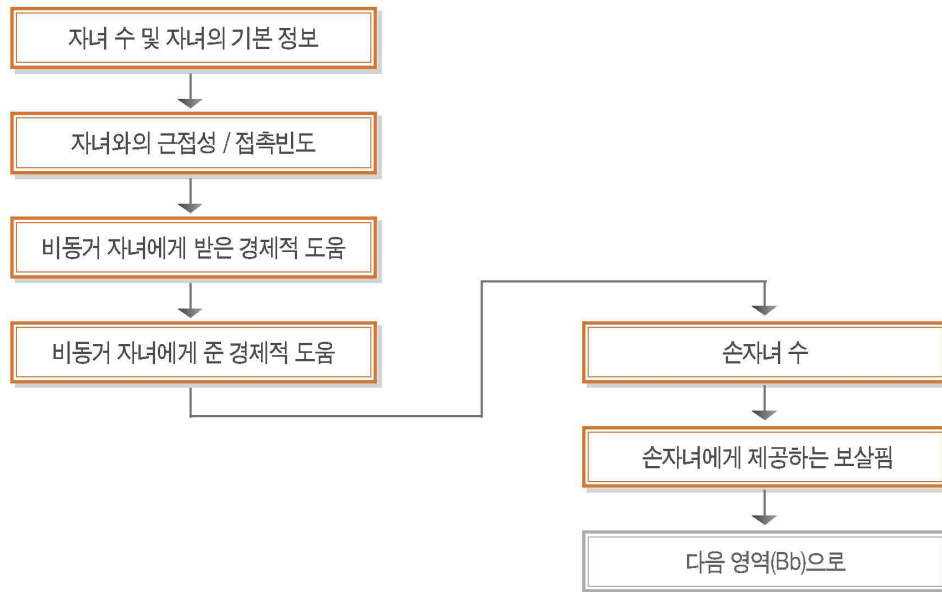 자녀 수 및 자녀의 기본 정보
자녀와의 근접성 / 접촉빈도
비동거 자녀에게 받은 경제적 도움
비동거 자녀에게 준 경제적 도움
손자녀 수
손자녀에게 제공하는 보살핌
다음 영역(Bb)으로